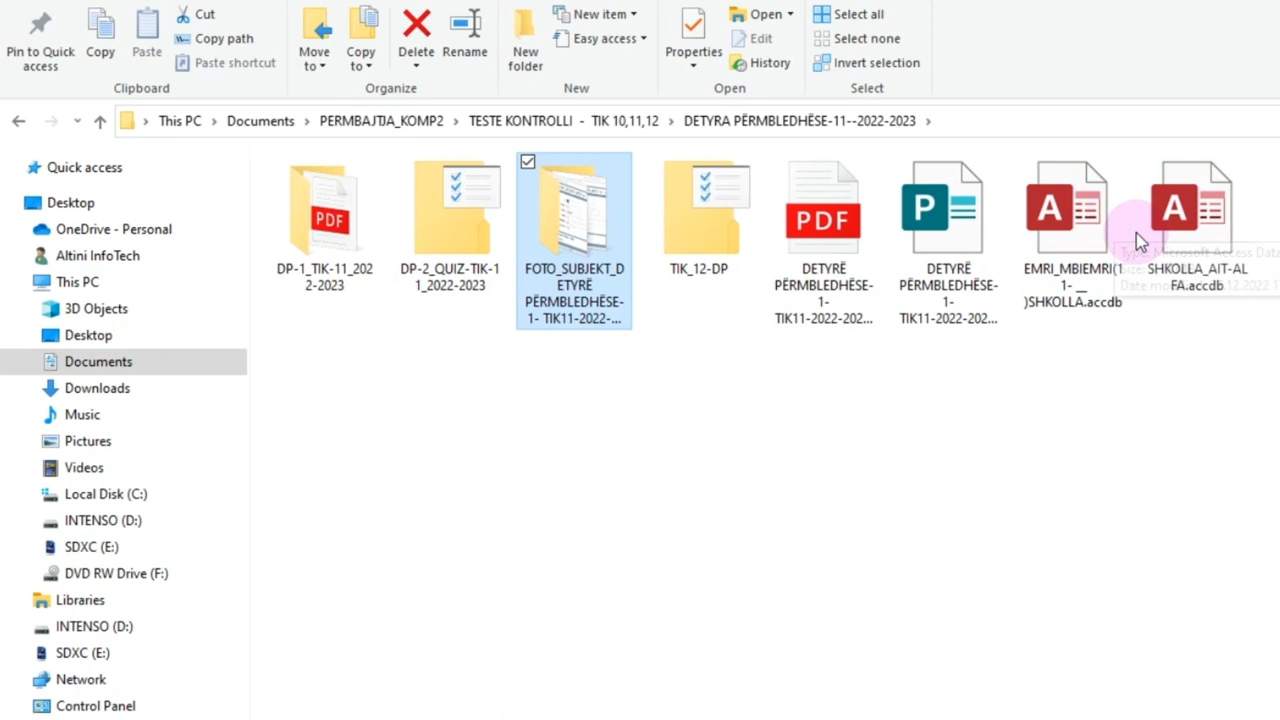 Cut
New item
Open
Select all
Copy path
Easy access
Edit
Select none
Pin to Quick access
Copy
Paste
Paste shortcut
Move to
Copy to
Delete
Rename
New folder
Properties
History
Invert selection
Clipboard
Organize
New
Open
Select
This PC > Documents > PERMBAJTJA_KOMP2 > TESTE KONTROLLI - TIK 10,11,12 > DETYRA PËRMBLEDHËSE-11--2022-2023 >
Quick access
Desktop
OneDrive - Personal
Altini InfoTech
This PC
3D Objects
Desktop
Documents
Downloads
Music
Pictures
Videos
Local Disk (C:)
INTENSO (D:)
SDXC (E:)
DVD RW Drive (F:)
Libraries
INTENSO (D:)
SDXC (E:)
Network
Control Panel
PDF
DP-1_TIK-11_202
2-2023
DP-2_QUIZ-TIK-1
1_2022-2023
FOTO_SUBJEKT_D
ETYRË
PËRMBLEDHËSE-
1- TIK11-2022-...
TIK_12-DP
PDF
DETYRË
PËRMBLEDHËSE-
1-
TIK11-2022-202...
P
DETYRË
PËRMBLEDHËSE-
1-
TIK11-2022-202...
A
EMRI_MBIEMRI(1
1- __
)SHKOLLA.accdb
A
SHKOLLA_AIT-AL
FA.accdb
Type: Microsoft Access Data
Size: